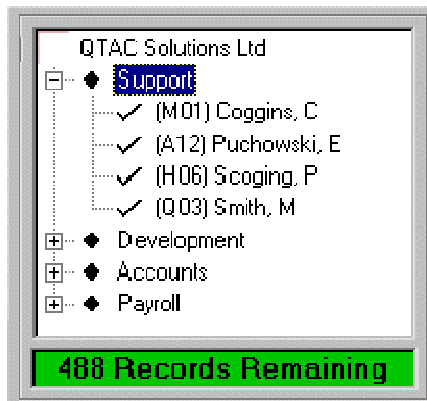 QTAC Solutions Ltd
Support
(M01) Coggins, C
(A12) Puchowski, E
(H06) Scoging, P
(Q03) Smith, M
Development
Accounts
Payroll
488 Records Remaining